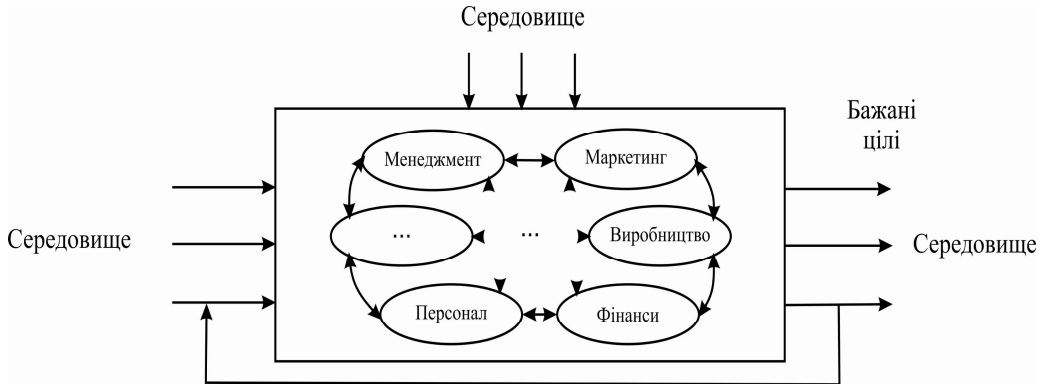 Середовище
Бажані
цілі
Менеджмент
Маркетинг
Середовище
...
...
Виробництво
Середовище
Персонал
Фінанси